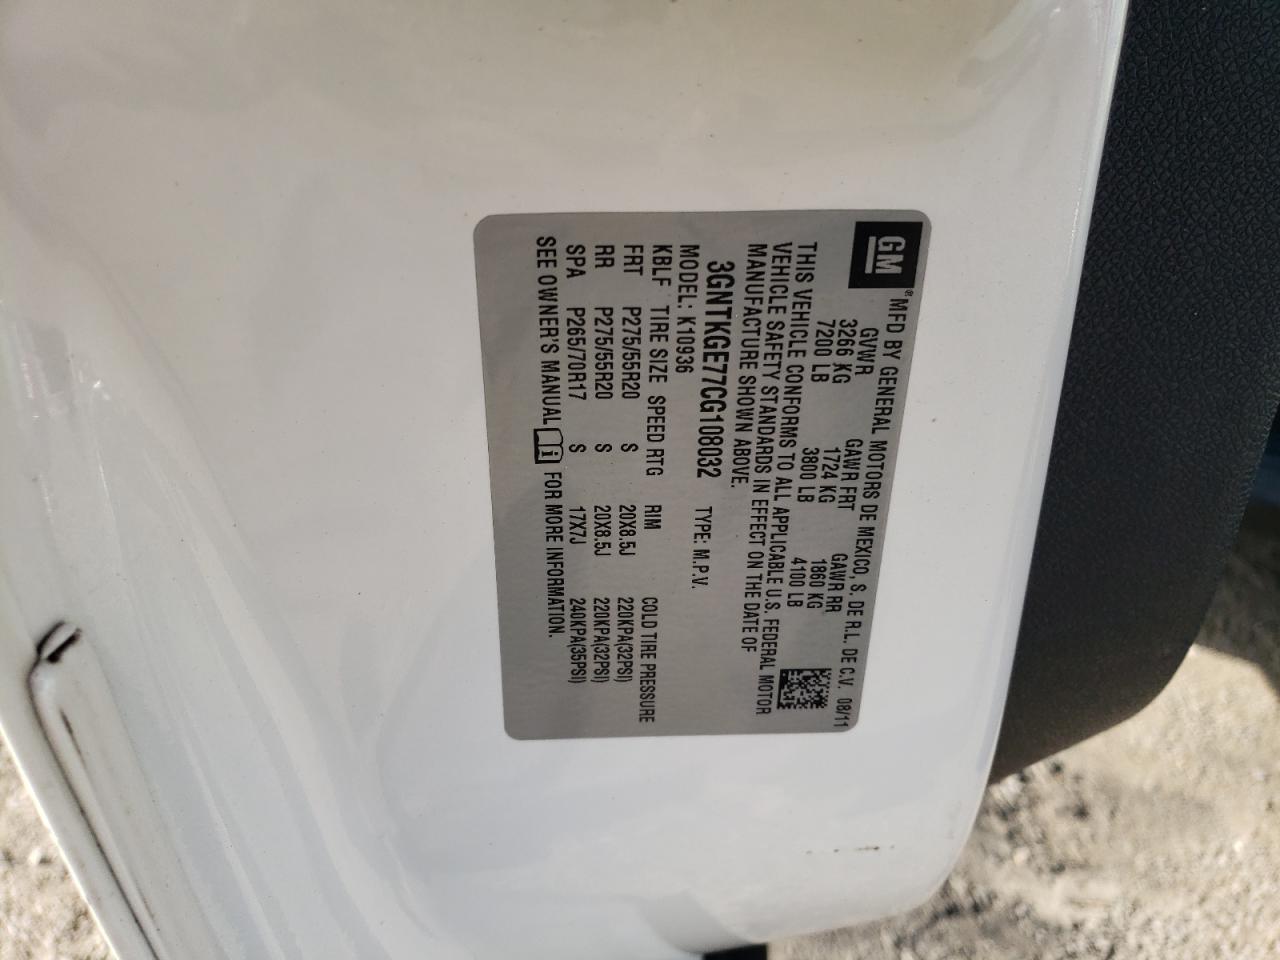 GM® MFD BY GENERAL MOTORS DE MEXICO, S. DE R.L. DE C.V. 08/11
GVWR GAWR FRT GAWR RR
3266 KG 1724 KG 1860 KG
7200 LB 3800 LB 4100 LB
THIS VEHICLE CONFORMS TO ALL APPLICABLE U.S. FEDERAL MOTOR
VEHICLE SAFETY STANDARDS IN EFFECT ON THE DATE OF
MANUFACTURE SHOWN ABOVE.
3GNTKGE77CG108032 TYPE: M.P.V.
MODEL: K10936
KBLF TIRE SIZE SPEED RTG RIM COLD TIRE PRESSURE
FRT P275/55R20 S 20X8.5J 220KPA(32PSI)
RR P275/55R20 S 20X8.5J 220KPA(32PSI)
SPA P265/70R17 S 17X7J 240KPA(35PSI)
SEE OWNER'S MANUAL i FOR MORE INFORMATION.